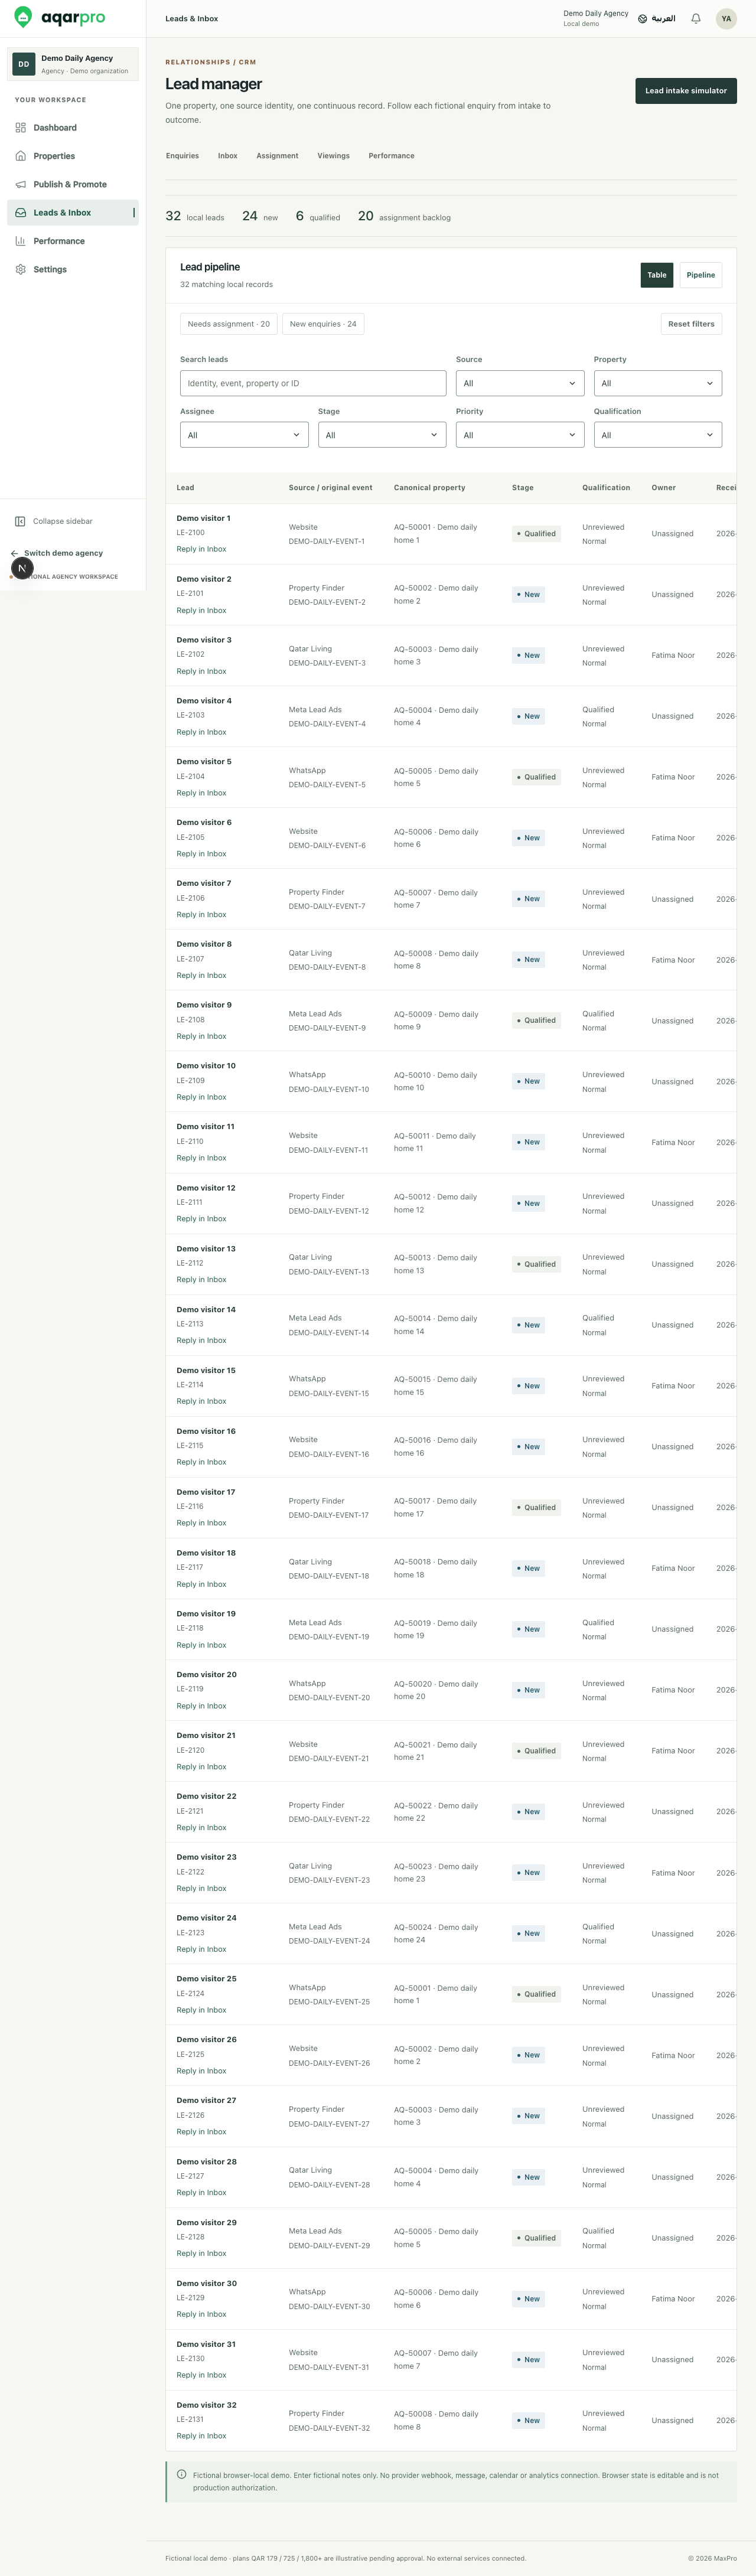 aqarpro
Leads & Inbox
Demo Daily Agency
Local demo
العربية
YA
DD
Demo Daily Agency
Agency · Demo organization
YOUR WORKSPACE
Dashboard
Properties
Publish & Promote
Leads & Inbox
Performance
Settings
Collapse sidebar
Switch demo agency
N
IONAL AGENCY WORKSPACE
RELATIONSHIPS / CRM
Lead manager
One property, one source identity, one continuous record. Follow each fictional enquiry from intake to
outcome.
Lead intake simulator
Enquiries Inbox Assignment Viewings Performance
32 local leads 24 new 6 qualified 20 assignment backlog
Lead pipeline
32 matching local records
Table Pipeline
Needs assignment · 20 New enquiries · 24 Reset filters
Search leads Source Property
Identity, event, property or ID All All
Assignee Stage Priority Qualification
All All All All
Lead Source / original event Canonical property Stage Qualification Owner Recei
Demo visitor 1
LE-2100
Reply in Inbox
Website
DEMO-DAILY-EVENT-1
AQ-50001 · Demo daily
home 1
Qualified
Unreviewed
Normal
Unassigned
2026-
Demo visitor 2
LE-2101
Reply in Inbox
Property Finder
DEMO-DAILY-EVENT-2
AQ-50002 · Demo daily
home 2
New
Unreviewed
Normal
Unassigned
2026-
Demo visitor 3
LE-2102
Reply in Inbox
Qatar Living
DEMO-DAILY-EVENT-3
AQ-50003 · Demo daily
home 3
New
Unreviewed
Normal
Fatima Noor
2026-
Demo visitor 4
LE-2103
Reply in Inbox
Meta Lead Ads
DEMO-DAILY-EVENT-4
AQ-50004 · Demo daily
home 4
New
Qualified
Normal
Unassigned
2026-
Demo visitor 5
LE-2104
Reply in Inbox
WhatsApp
DEMO-DAILY-EVENT-5
AQ-50005 · Demo daily
home 5
Qualified
Unreviewed
Normal
Fatima Noor
2026-
Demo visitor 6
LE-2105
Reply in Inbox
Website
DEMO-DAILY-EVENT-6
AQ-50006 · Demo daily
home 6
New
Unreviewed
Normal
Fatima Noor
2026-
Demo visitor 7
LE-2106
Reply in Inbox
Property Finder
DEMO-DAILY-EVENT-7
AQ-50007 · Demo daily
home 7
New
Unreviewed
Normal
Unassigned
2026-
Demo visitor 8
LE-2107
Reply in Inbox
Qatar Living
DEMO-DAILY-EVENT-8
AQ-50008 · Demo daily
home 8
New
Unreviewed
Normal
Fatima Noor
2026-
Demo visitor 9
LE-2108
Reply in Inbox
Meta Lead Ads
DEMO-DAILY-EVENT-9
AQ-50009 · Demo daily
home 9
Qualified
Qualified
Normal
Unassigned
2026-
Demo visitor 10
LE-2109
Reply in Inbox
WhatsApp
DEMO-DAILY-EVENT-10
AQ-50010 · Demo daily
home 10
New
Unreviewed
Normal
Unassigned
2026-
Demo visitor 11
LE-2110
Reply in Inbox
Website
DEMO-DAILY-EVENT-11
AQ-50011 · Demo daily
home 11
New
Unreviewed
Normal
Fatima Noor
2026-
Demo visitor 12
LE-2111
Reply in Inbox
Property Finder
DEMO-DAILY-EVENT-12
AQ-50012 · Demo daily
home 12
New
Unreviewed
Normal
Unassigned
2026-
Demo visitor 13
LE-2112
Reply in Inbox
Qatar Living
DEMO-DAILY-EVENT-13
AQ-50013 · Demo daily
home 13
Qualified
Unreviewed
Normal
Unassigned
2026-
Demo visitor 14
LE-2113
Reply in Inbox
Meta Lead Ads
DEMO-DAILY-EVENT-14
AQ-50014 · Demo daily
home 14
New
Qualified
Normal
Unassigned
2026-
Demo visitor 15
LE-2114
Reply in Inbox
WhatsApp
DEMO-DAILY-EVENT-15
AQ-50015 · Demo daily
home 15
New
Unreviewed
Normal
Fatima Noor
2026-
Demo visitor 16
LE-2115
Reply in Inbox
Website
DEMO-DAILY-EVENT-16
AQ-50016 · Demo daily
home 16
New
Unreviewed
Normal
Unassigned
2026-
Demo visitor 17
LE-2116
Reply in Inbox
Property Finder
DEMO-DAILY-EVENT-17
AQ-50017 · Demo daily
home 17
Qualified
Unreviewed
Normal
Unassigned
2026-
Demo visitor 18
LE-2117
Reply in Inbox
Qatar Living
DEMO-DAILY-EVENT-18
AQ-50018 · Demo daily
home 18
New
Unreviewed
Normal
Fatima Noor
2026-
Demo visitor 19
LE-2118
Reply in Inbox
Meta Lead Ads
DEMO-DAILY-EVENT-19
AQ-50019 · Demo daily
home 19
New
Qualified
Normal
Unassigned
2026-
Demo visitor 20
LE-2119
Reply in Inbox
WhatsApp
DEMO-DAILY-EVENT-20
AQ-50020 · Demo daily
home 20
New
Unreviewed
Normal
Fatima Noor
2026-
Demo visitor 21
LE-2120
Reply in Inbox
Website
DEMO-DAILY-EVENT-21
AQ-50021 · Demo daily
home 21
Qualified
Unreviewed
Normal
Fatima Noor
2026-
Demo visitor 22
LE-2121
Reply in Inbox
Property Finder
DEMO-DAILY-EVENT-22
AQ-50022 · Demo daily
home 22
New
Unreviewed
Normal
Unassigned
2026-
Demo visitor 23
LE-2122
Reply in Inbox
Qatar Living
DEMO-DAILY-EVENT-23
AQ-50023 · Demo daily
home 23
New
Unreviewed
Normal
Fatima Noor
2026-
Demo visitor 24
LE-2123
Reply in Inbox
Meta Lead Ads
DEMO-DAILY-EVENT-24
AQ-50024 · Demo daily
home 24
New
Qualified
Normal
Unassigned
2026-
Demo visitor 25
LE-2124
Reply in Inbox
WhatsApp
DEMO-DAILY-EVENT-25
AQ-50001 · Demo daily
home 1
Qualified
Unreviewed
Normal
Unassigned
2026-
Demo visitor 26
LE-2125
Reply in Inbox
Website
DEMO-DAILY-EVENT-26
AQ-50002 · Demo daily
home 2
New
Unreviewed
Normal
Fatima Noor
2026-
Demo visitor 27
LE-2126
Reply in Inbox
Property Finder
DEMO-DAILY-EVENT-27
AQ-50003 · Demo daily
home 3
New
Unreviewed
Normal
Unassigned
2026-
Demo visitor 28
LE-2127
Reply in Inbox
Qatar Living
DEMO-DAILY-EVENT-28
AQ-50004 · Demo daily
home 4
New
Unreviewed
Normal
Unassigned
2026-
Demo visitor 29
LE-2128
Reply in Inbox
Meta Lead Ads
DEMO-DAILY-EVENT-29
AQ-50005 · Demo daily
home 5
Qualified
Qualified
Normal
Unassigned
2026-
Demo visitor 30
LE-2129
Reply in Inbox
WhatsApp
DEMO-DAILY-EVENT-30
AQ-50006 · Demo daily
home 6
New
Unreviewed
Normal
Fatima Noor
2026-
Demo visitor 31
LE-2130
Reply in Inbox
Website
DEMO-DAILY-EVENT-31
AQ-50007 · Demo daily
home 7
New
Unreviewed
Normal
Unassigned
2026-
Demo visitor 32
LE-2131
Reply in Inbox
Property Finder
DEMO-DAILY-EVENT-32
AQ-50008 · Demo daily
home 8
New
Unreviewed
Normal
Unassigned
2026-
Fictional browser-local demo. Enter fictional notes only. No provider webhook, message, calendar or analytics connection. Browser state is editable and is not
production authorization.
Fictional local demo · plans QAR 179 / 725 / 1,800+ are illustrative pending approval. No external services connected.
© 2026 MaxPro